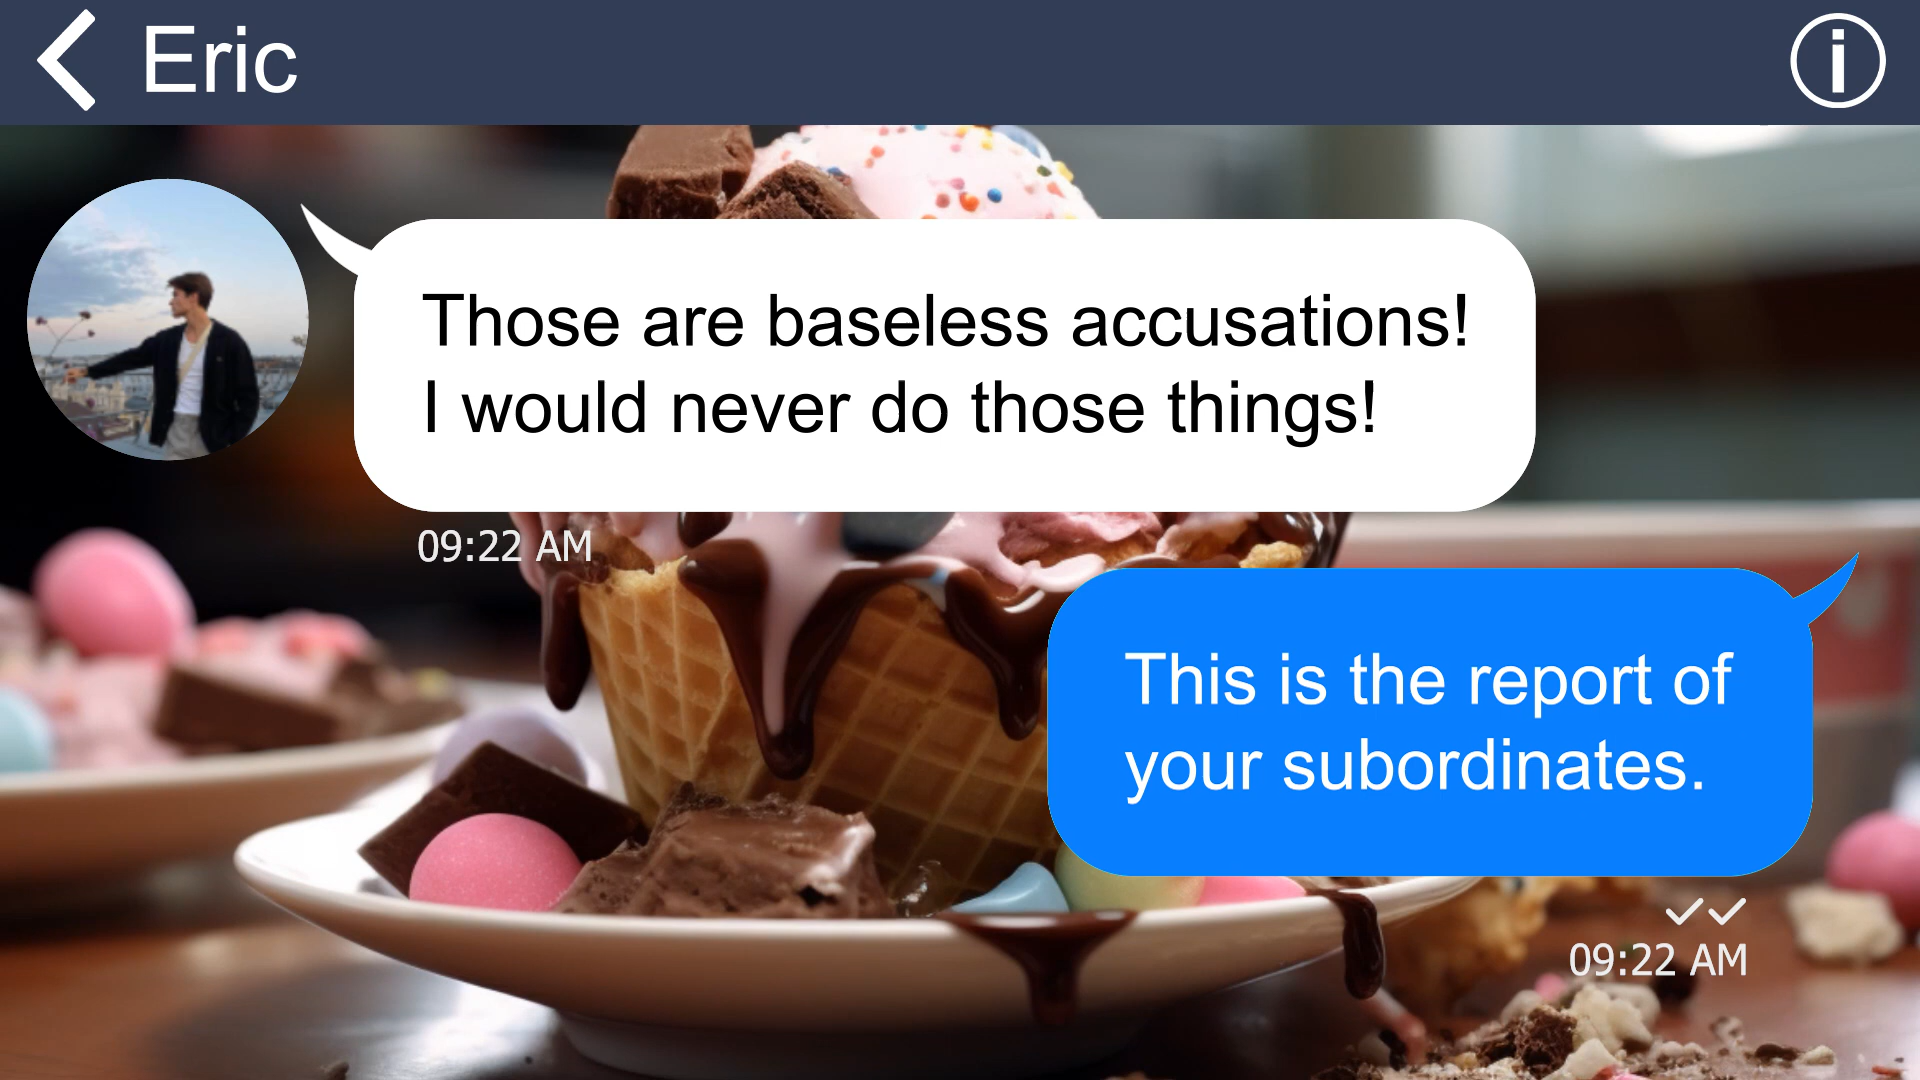 Eric
Those are baseless accusations!
I would never do those things!
09:22 AM
This is the report of
your subordinates.
09:22 AM